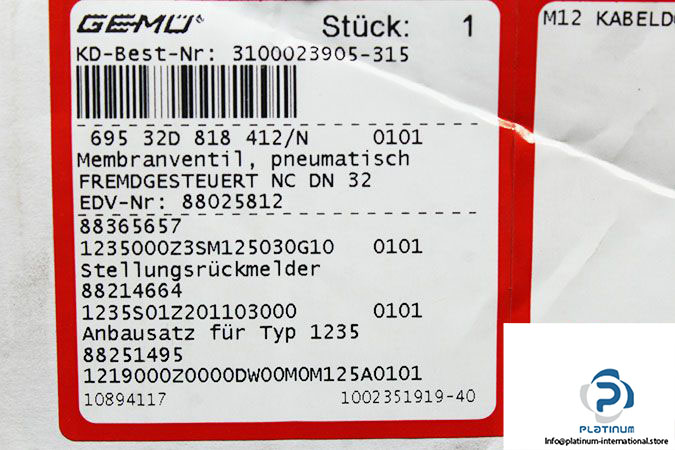 GEMÜ Stück: 1
KD-Best-Nr: 3100023905-315
695 32D 818 412/N 0101
Membranventil, pneumatisch
FREMDGESTEUERT NC DN 32
EDV-Nr: 88025812
88365657
1235000Z3SM125030G10 0101
Stellungsrückmelder
88214664
1235S01Z201103000 0101
Anbausatz für Typ 1235
88251495
1219000Z0000DW00M0M125A0101
10894117 1002351919-40
M12 KABELD
PLATINUM
info@platinum-international.store